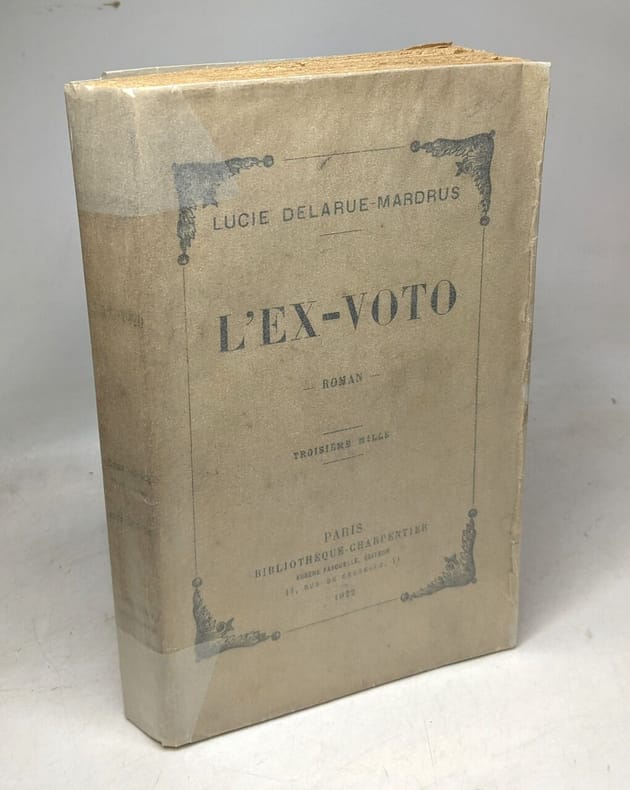 LUCIE DELARUE-MARDRUS
L'EX-VOTO
— ROMAN —
TROISIÈME MILLE
PARIS
BIBLIOTHÈQUE-CHARPENTIER
EUGÈNE FASQUELLE, ÉDITEUR
11, RUE DE GRENELLE, 11
1922